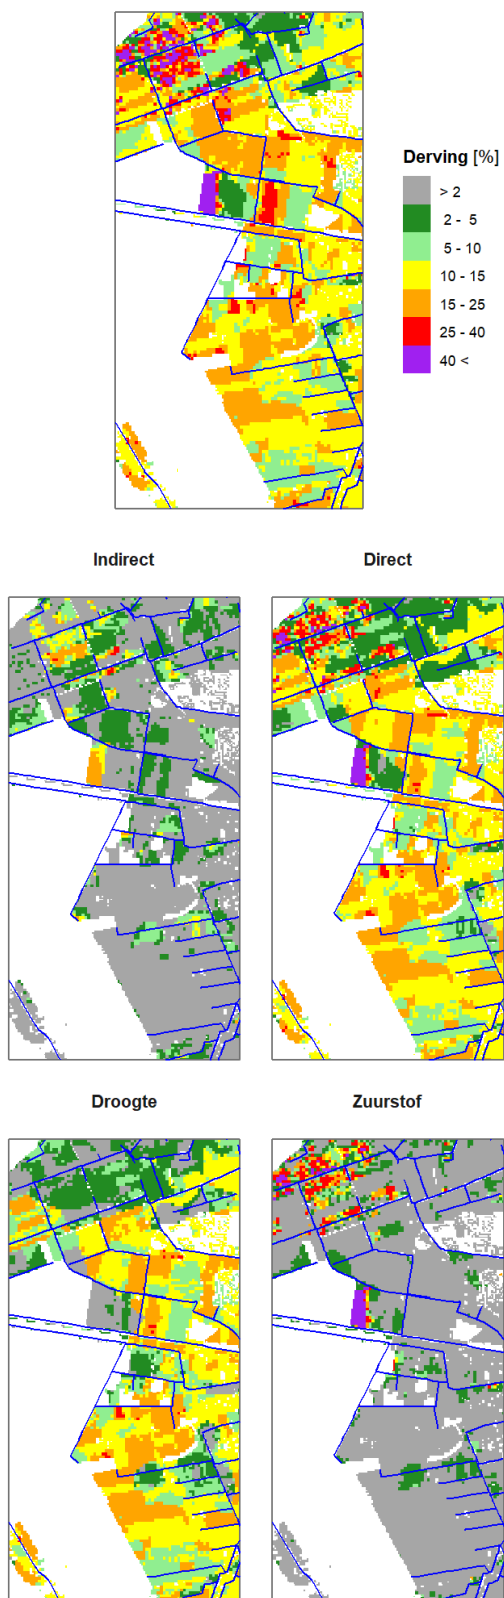 Derving [%]
> 2
2 - 5
5 - 10
10 - 15
15 - 25
25 - 40
40 <
Indirect
Direct
Droogte
Zuurstof